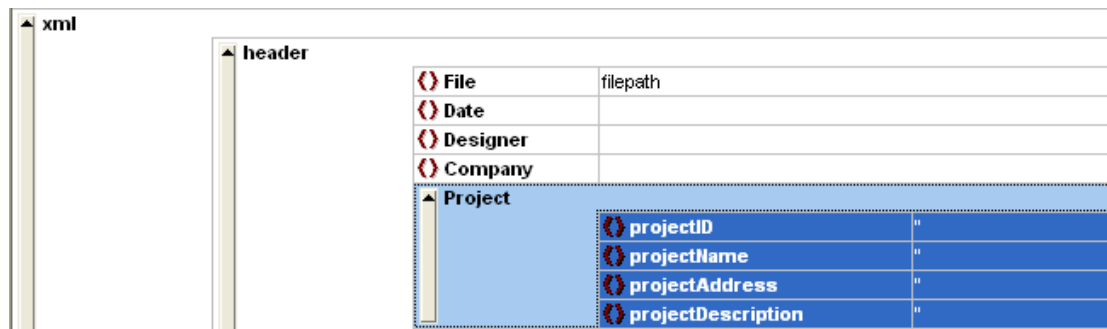 xml
header
File filepath
Date
Designer
Company
Project
projectID "
projectName "
projectAddress "
projectDescription "